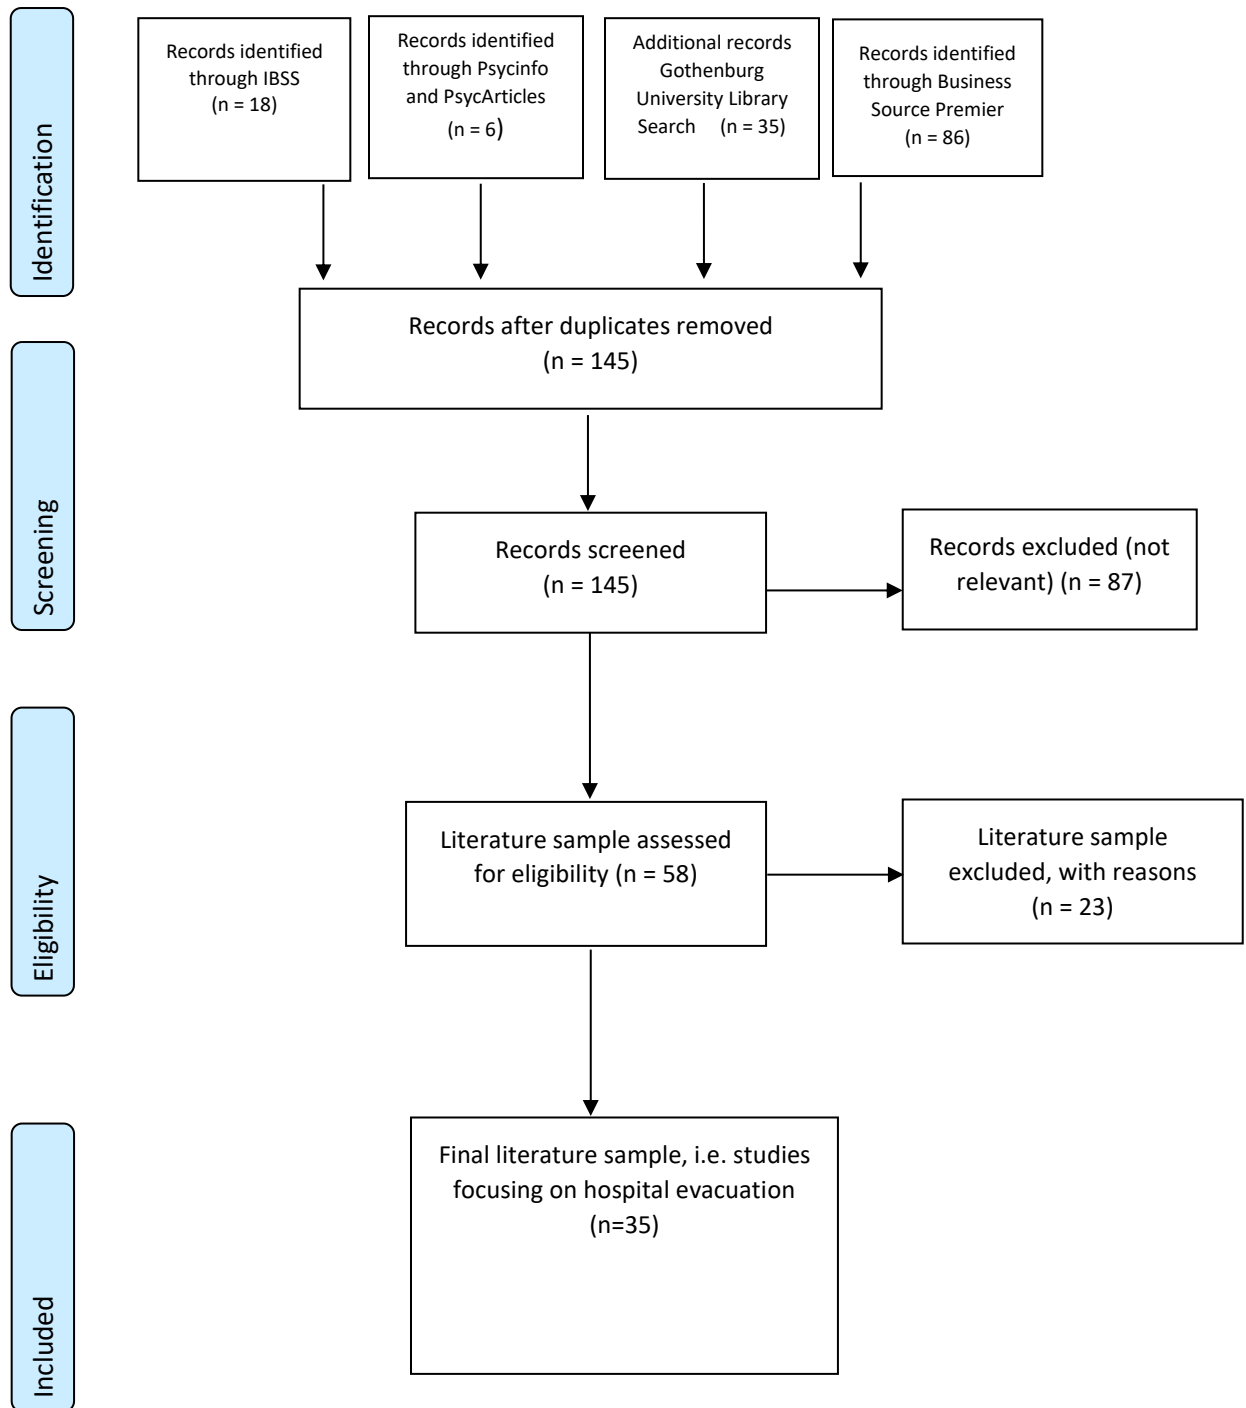 Identification
Records identified
through IBSS
(n = 18)
Records identified
through Psycinfo
and PsycArticles
(n = 6)
Additional records
Gothenburg
University Library
Search (n = 35)
Records identified
through Business
Source Premier
(n = 86)
Records after duplicates removed
(n = 145)
Screening
Records screened
(n = 145)
Records excluded (not
relevant) (n = 87)
Eligibility
Literature sample assessed
for eligibility (n = 58)
Literature sample
excluded, with reasons
(n = 23)
Included
Final literature sample, i.e. studies
focusing on hospital evacuation
(n=35)